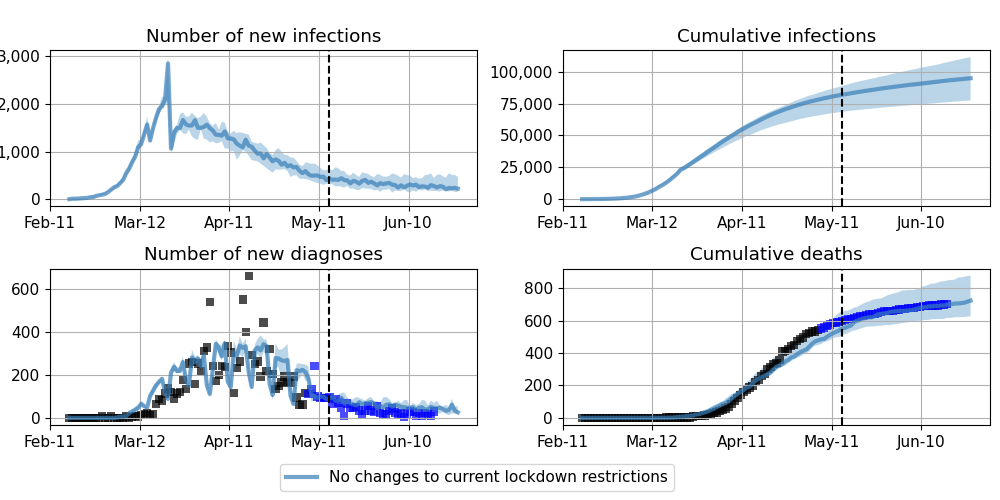 Number of new infections
Cumulative infections
3,000
2,000
1,000
0
100,000
75,000
50,000
25,000
0
Feb-11 Mar-12 Apr-11 May-11 Jun-10
Feb-11 Mar-12 Apr-11 May-11 Jun-10
Number of new diagnoses
Cumulative deaths
600
400
200
0
800
600
400
200
0
Feb-11 Mar-12 Apr-11 May-11 Jun-10
Feb-11 Mar-12 Apr-11 May-11 Jun-10
No changes to current lockdown restrictions